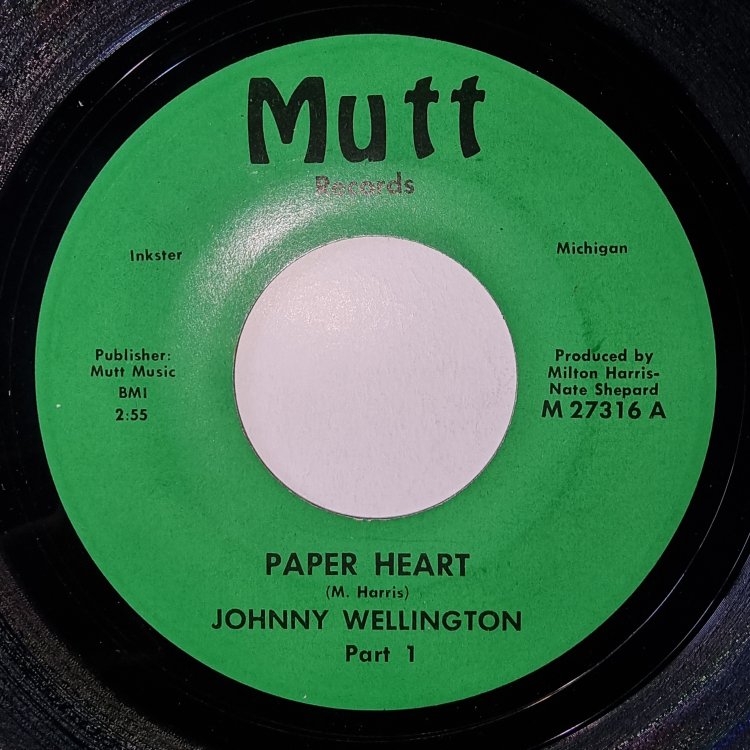 Mutt
Records
Inkster
Michigan
Publisher:
Mutt Music
BMI
2:55
Produced by
Milton Harris-
Nate Shepard
M 27316 A
PAPER HEART
(M. Harris)
JOHNNY WELLINGTON
Part 1